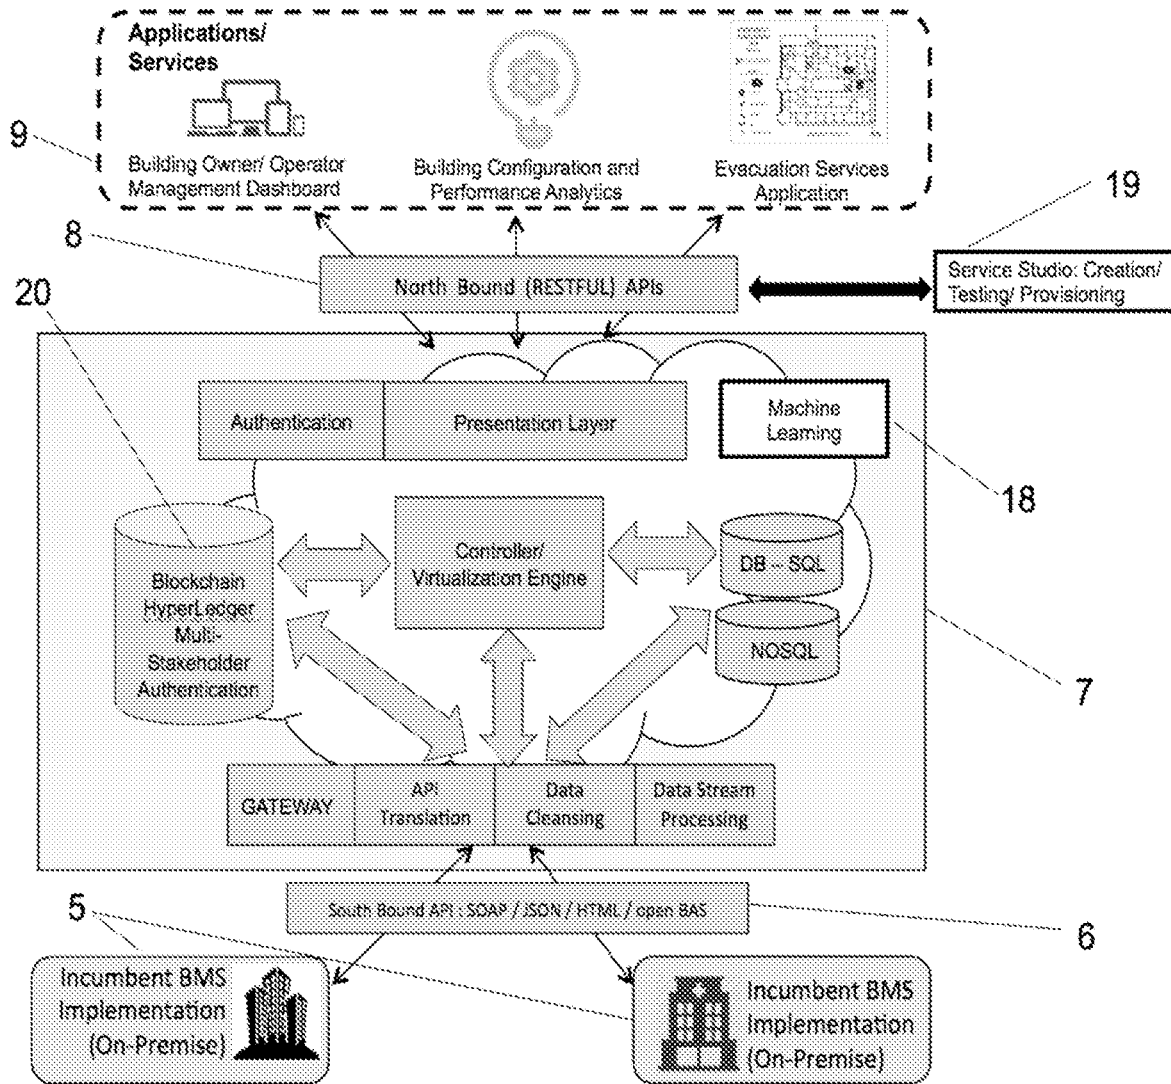 Applications/
Services
9
Building Owner/ Operator
Management Dashboard
Building Configuration and
Performance Analytics
Evacuation Services
Application
19
8
North Bound (RESTFUL) APIs
Service Studio: Creation/
Testing/ Provisioning
20
Authentication
Presentation Layer
Machine
Learning
18
Blockchain
HyperLedger
Multi-
Stakeholder
Authentication
Controller/
Virtualization Engine
DB – SQL
NOSQL
7
GATEWAY
API
Translation
Data
Cleansing
Data Stream
Processing
5
South Bound API : SOAP / JSON / HTML / open BAS
6
Incumbent BMS
Implementation
(On-Premise)
Incumbent BMS
Implementation
(On-Premise)